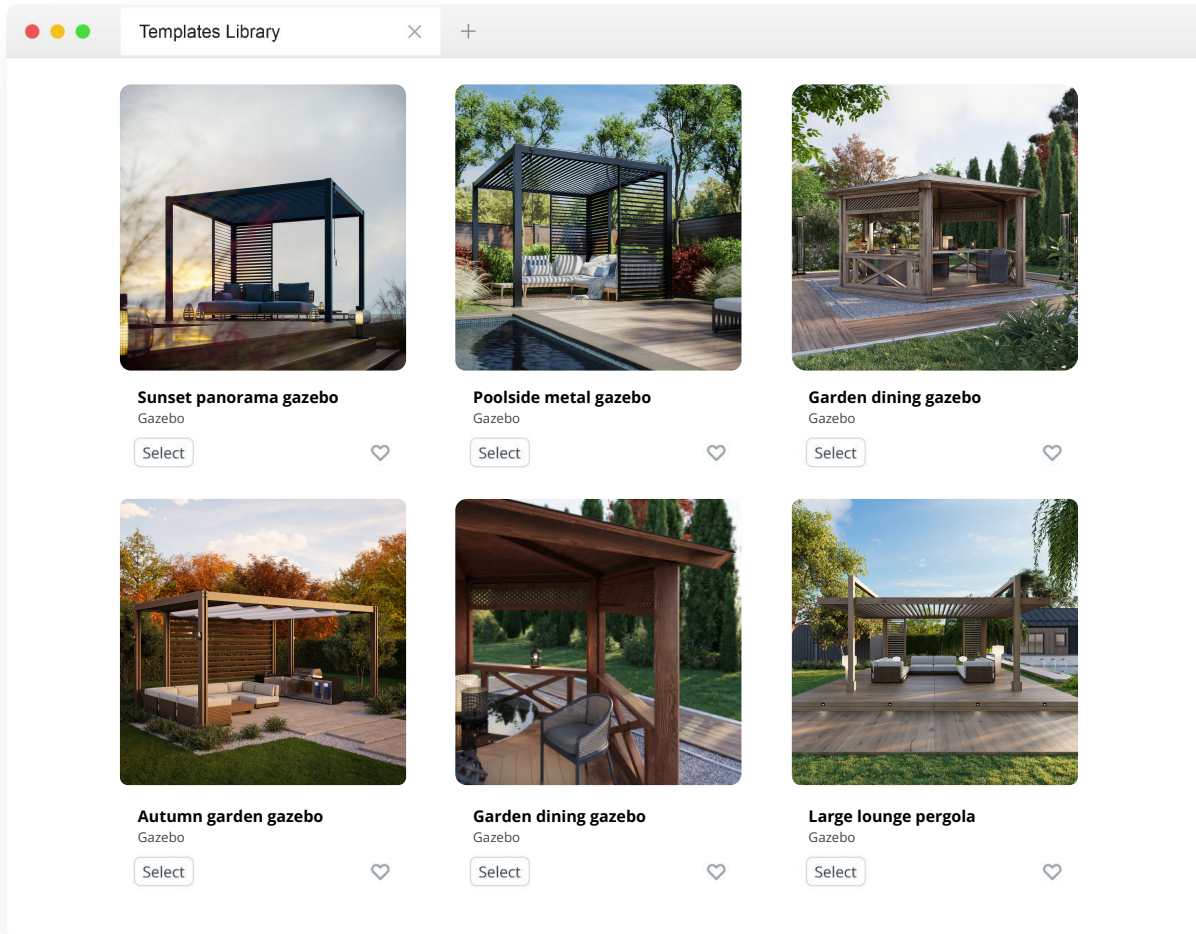 Templates Library
Sunset panorama gazebo
Gazebo
Select
Poolside metal gazebo
Gazebo
Select
Garden dining gazebo
Gazebo
Select
Autumn garden gazebo
Gazebo
Select
Garden dining gazebo
Gazebo
Select
Large lounge pergola
Gazebo
Select